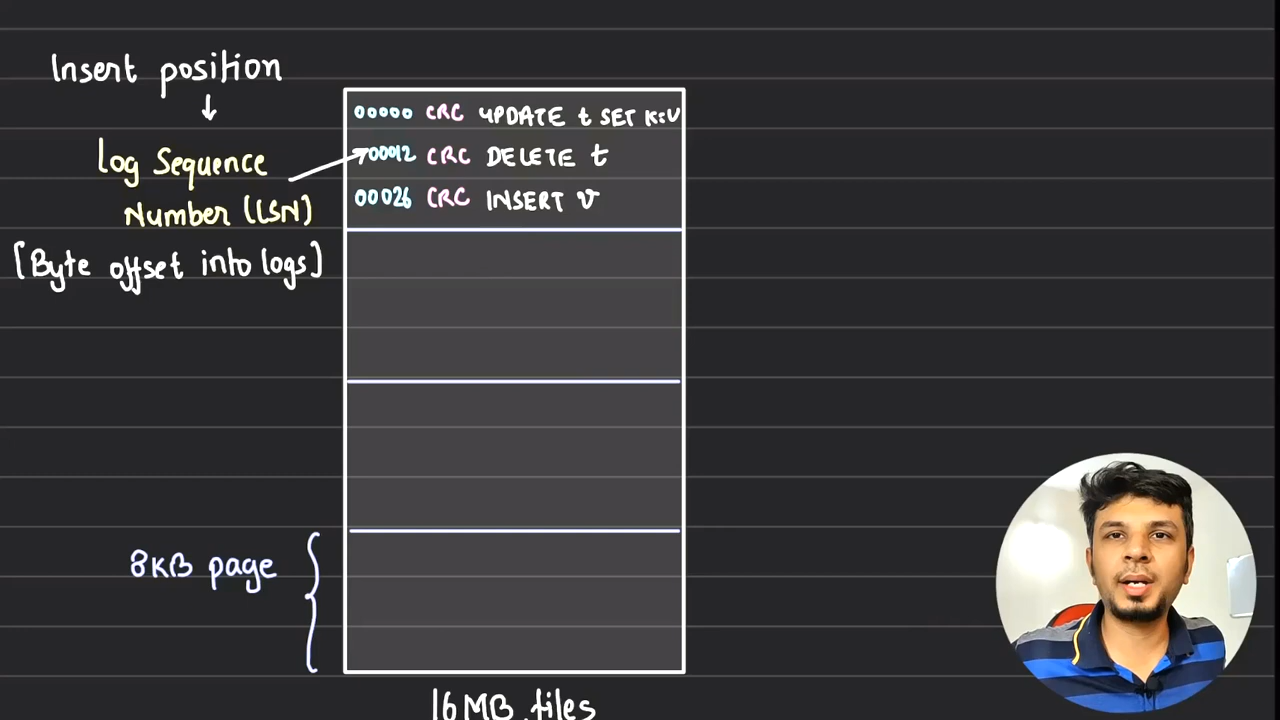 Insert position
↓
Log Sequence
Number (LSN)
[Byte offset into logs]
00000 CRC UPDATE t SET K=V
00012 CRC DELETE t
00026 CRC INSERT V
8KB page
16MB files